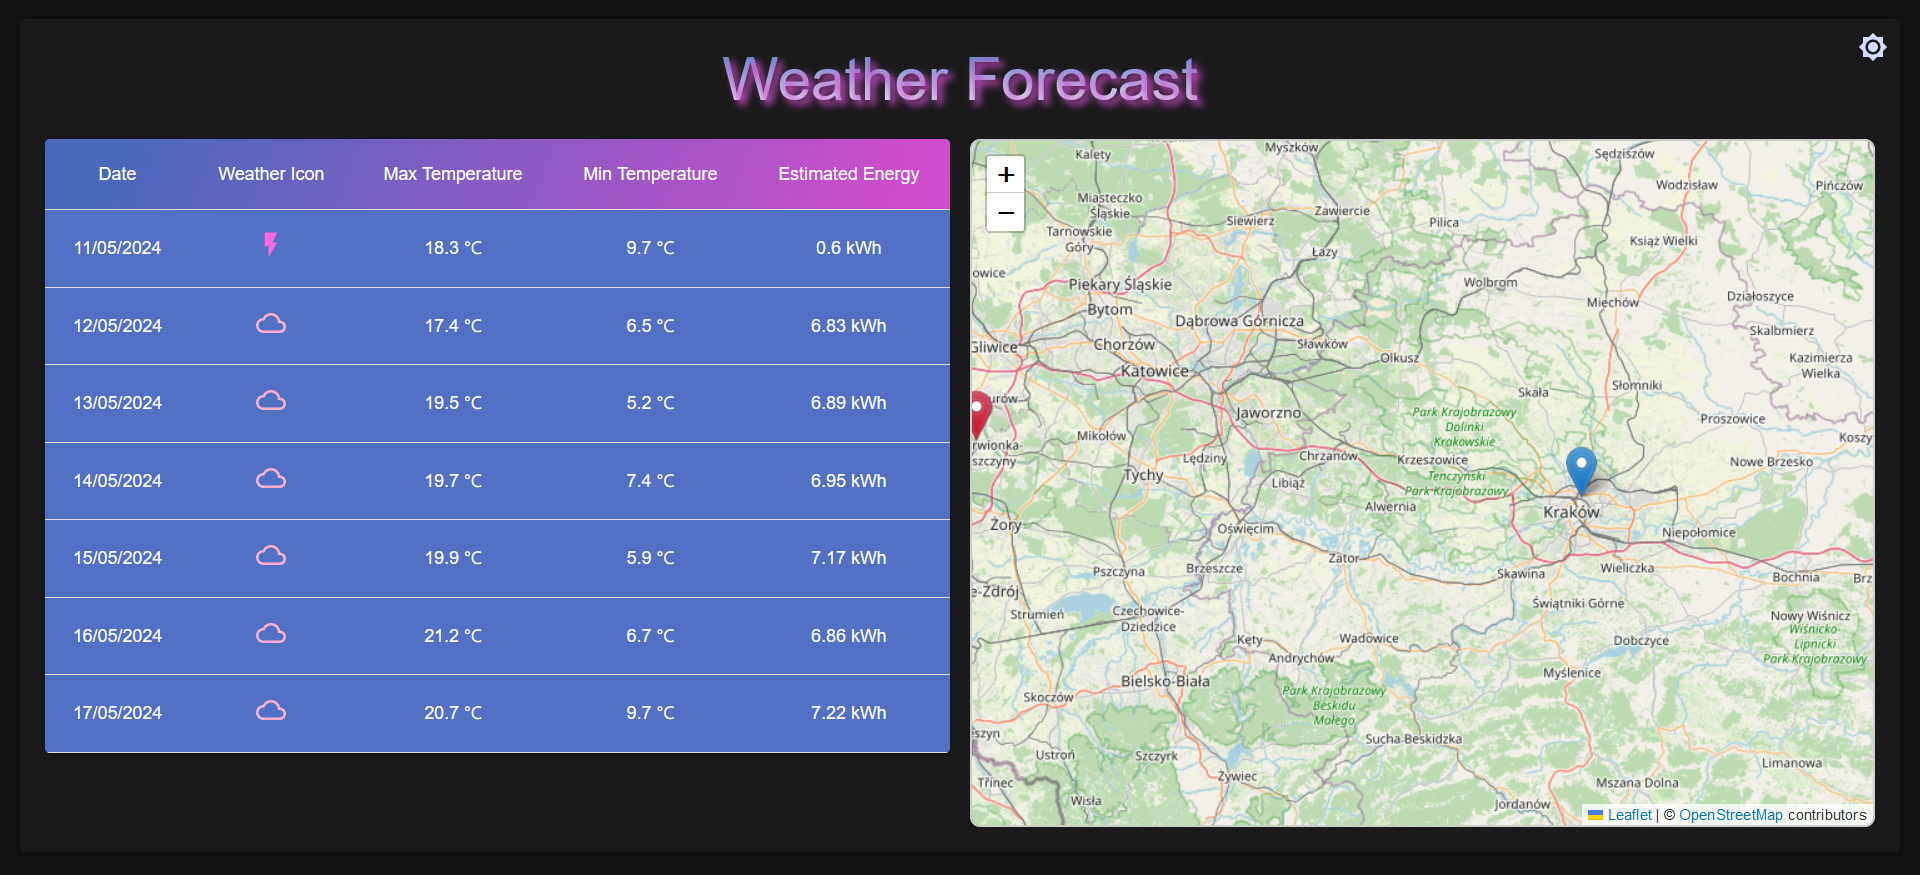 Weather Forecast
Date Weather Icon Max Temperature Min Temperature Estimated Energy
11/05/2024 18.3 °C 9.7 °C 0.6 kWh
12/05/2024 17.4 °C 6.5 °C 6.83 kWh
13/05/2024 19.5 °C 5.2 °C 6.89 kWh
14/05/2024 19.7 °C 7.4 °C 6.95 kWh
15/05/2024 19.9 °C 5.9 °C 7.17 kWh
16/05/2024 21.2 °C 6.7 °C 6.86 kWh
17/05/2024 20.7 °C 9.7 °C 7.22 kWh
+
−
Myszków
Kalety
Sędziszów
Wodzisław
Pińczów
Miasteczko
Śląskie
Siewierz
Zawiercie
Pilica
Tarnowskie
Góry
Książ Wielki
Łazy
owice
Piekary Śląskie
Wolbrom
Działoszyce
Miechów
Bytom
Dąbrowa Górnicza
Skalbmierz
Gliwice
Chorzów
Sławków
Olkusz
Kazimierza
Wielka
Katowice
Słomniki
Skała
urów
Jaworzno
Park Krajobrazowy
Dolinki
Krakowskie
Proszowice
Mikołów
Koszy
rwionka-
szczyny
Lędziny
Chrzanów
Krzeszowice
Nowe Brzesko
Tychy
Libiąż
Tenczyński
Park Krajobrazowy
Alwernia
Kraków
Żory
Oświęcim
Niepołomice
Zator
Pszczyna
Brzeszcze
Skawina
Wieliczka
Bochnia
Brz
e-Zdrój
Strumień
Czechowice-
Dziedzice
Świątniki Górne
Nowy Wiśnicz
Wiśnicko-
Lipnicki
Park Krajobrazowy
Kęty
Wadowice
Dobczyce
Andrychów
Myślenice
Bielsko-Biała
Skoczów
Park Krajobrazowy
Beskidu
Małego
szyn
Sucha Beskidzka
Ustroń
Szczyrk
Limanowa
Żywiec
Třinec
Mszana Dolna
Wisła
Jordanów
Leaflet | © OpenStreetMap contributors